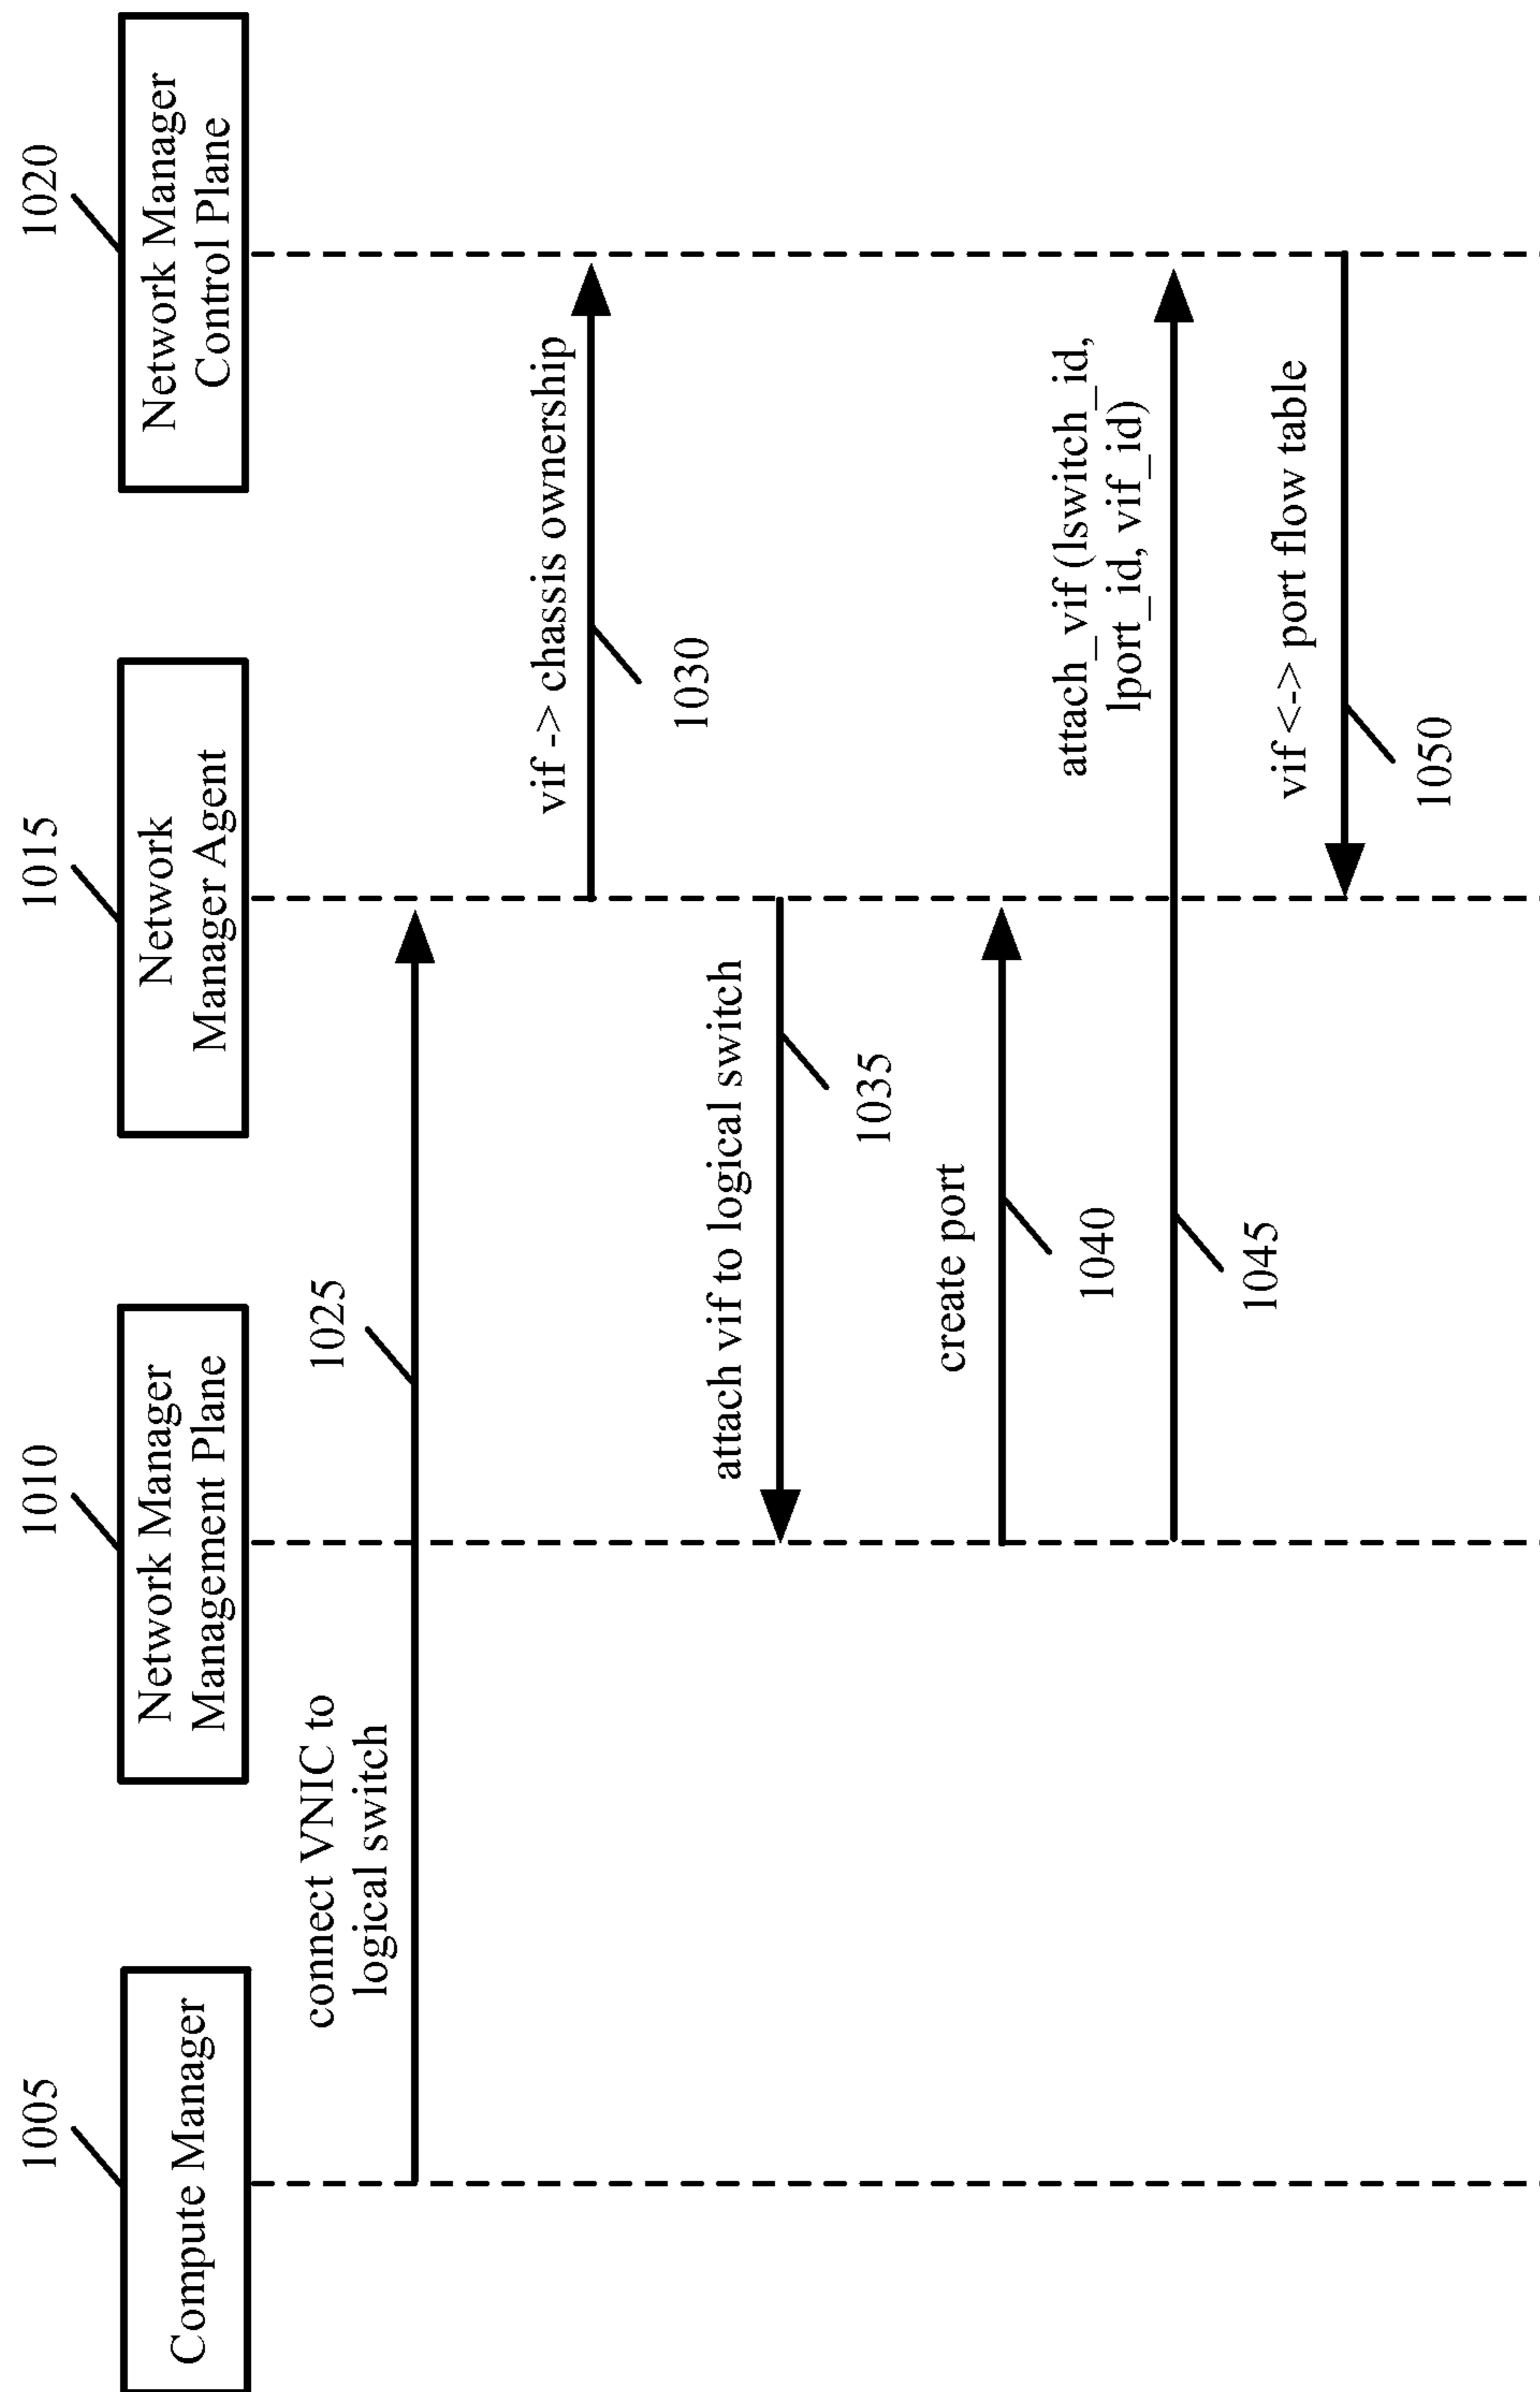 1005
1010
1015
1020
Compute Manager
Network Manager
Management Plane
Network
Manager Agent
Network Manager
Control Plane
connect VNIC to
logical switch
1025
vif -> chassis ownership
1030
attach vif to logical switch
1035
create port
1040
attach_vif (lswitch_id,
lport_id, vif_id)
1045
vif <-> port flow table
1050